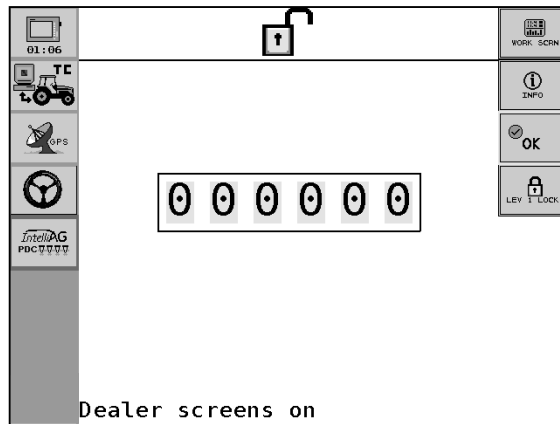 01:06
TC
GPS
IntelliAG
PDC
000000
Dealer screens on
WORK SCRN
i
INFO
OK
LEV 1 LOCK